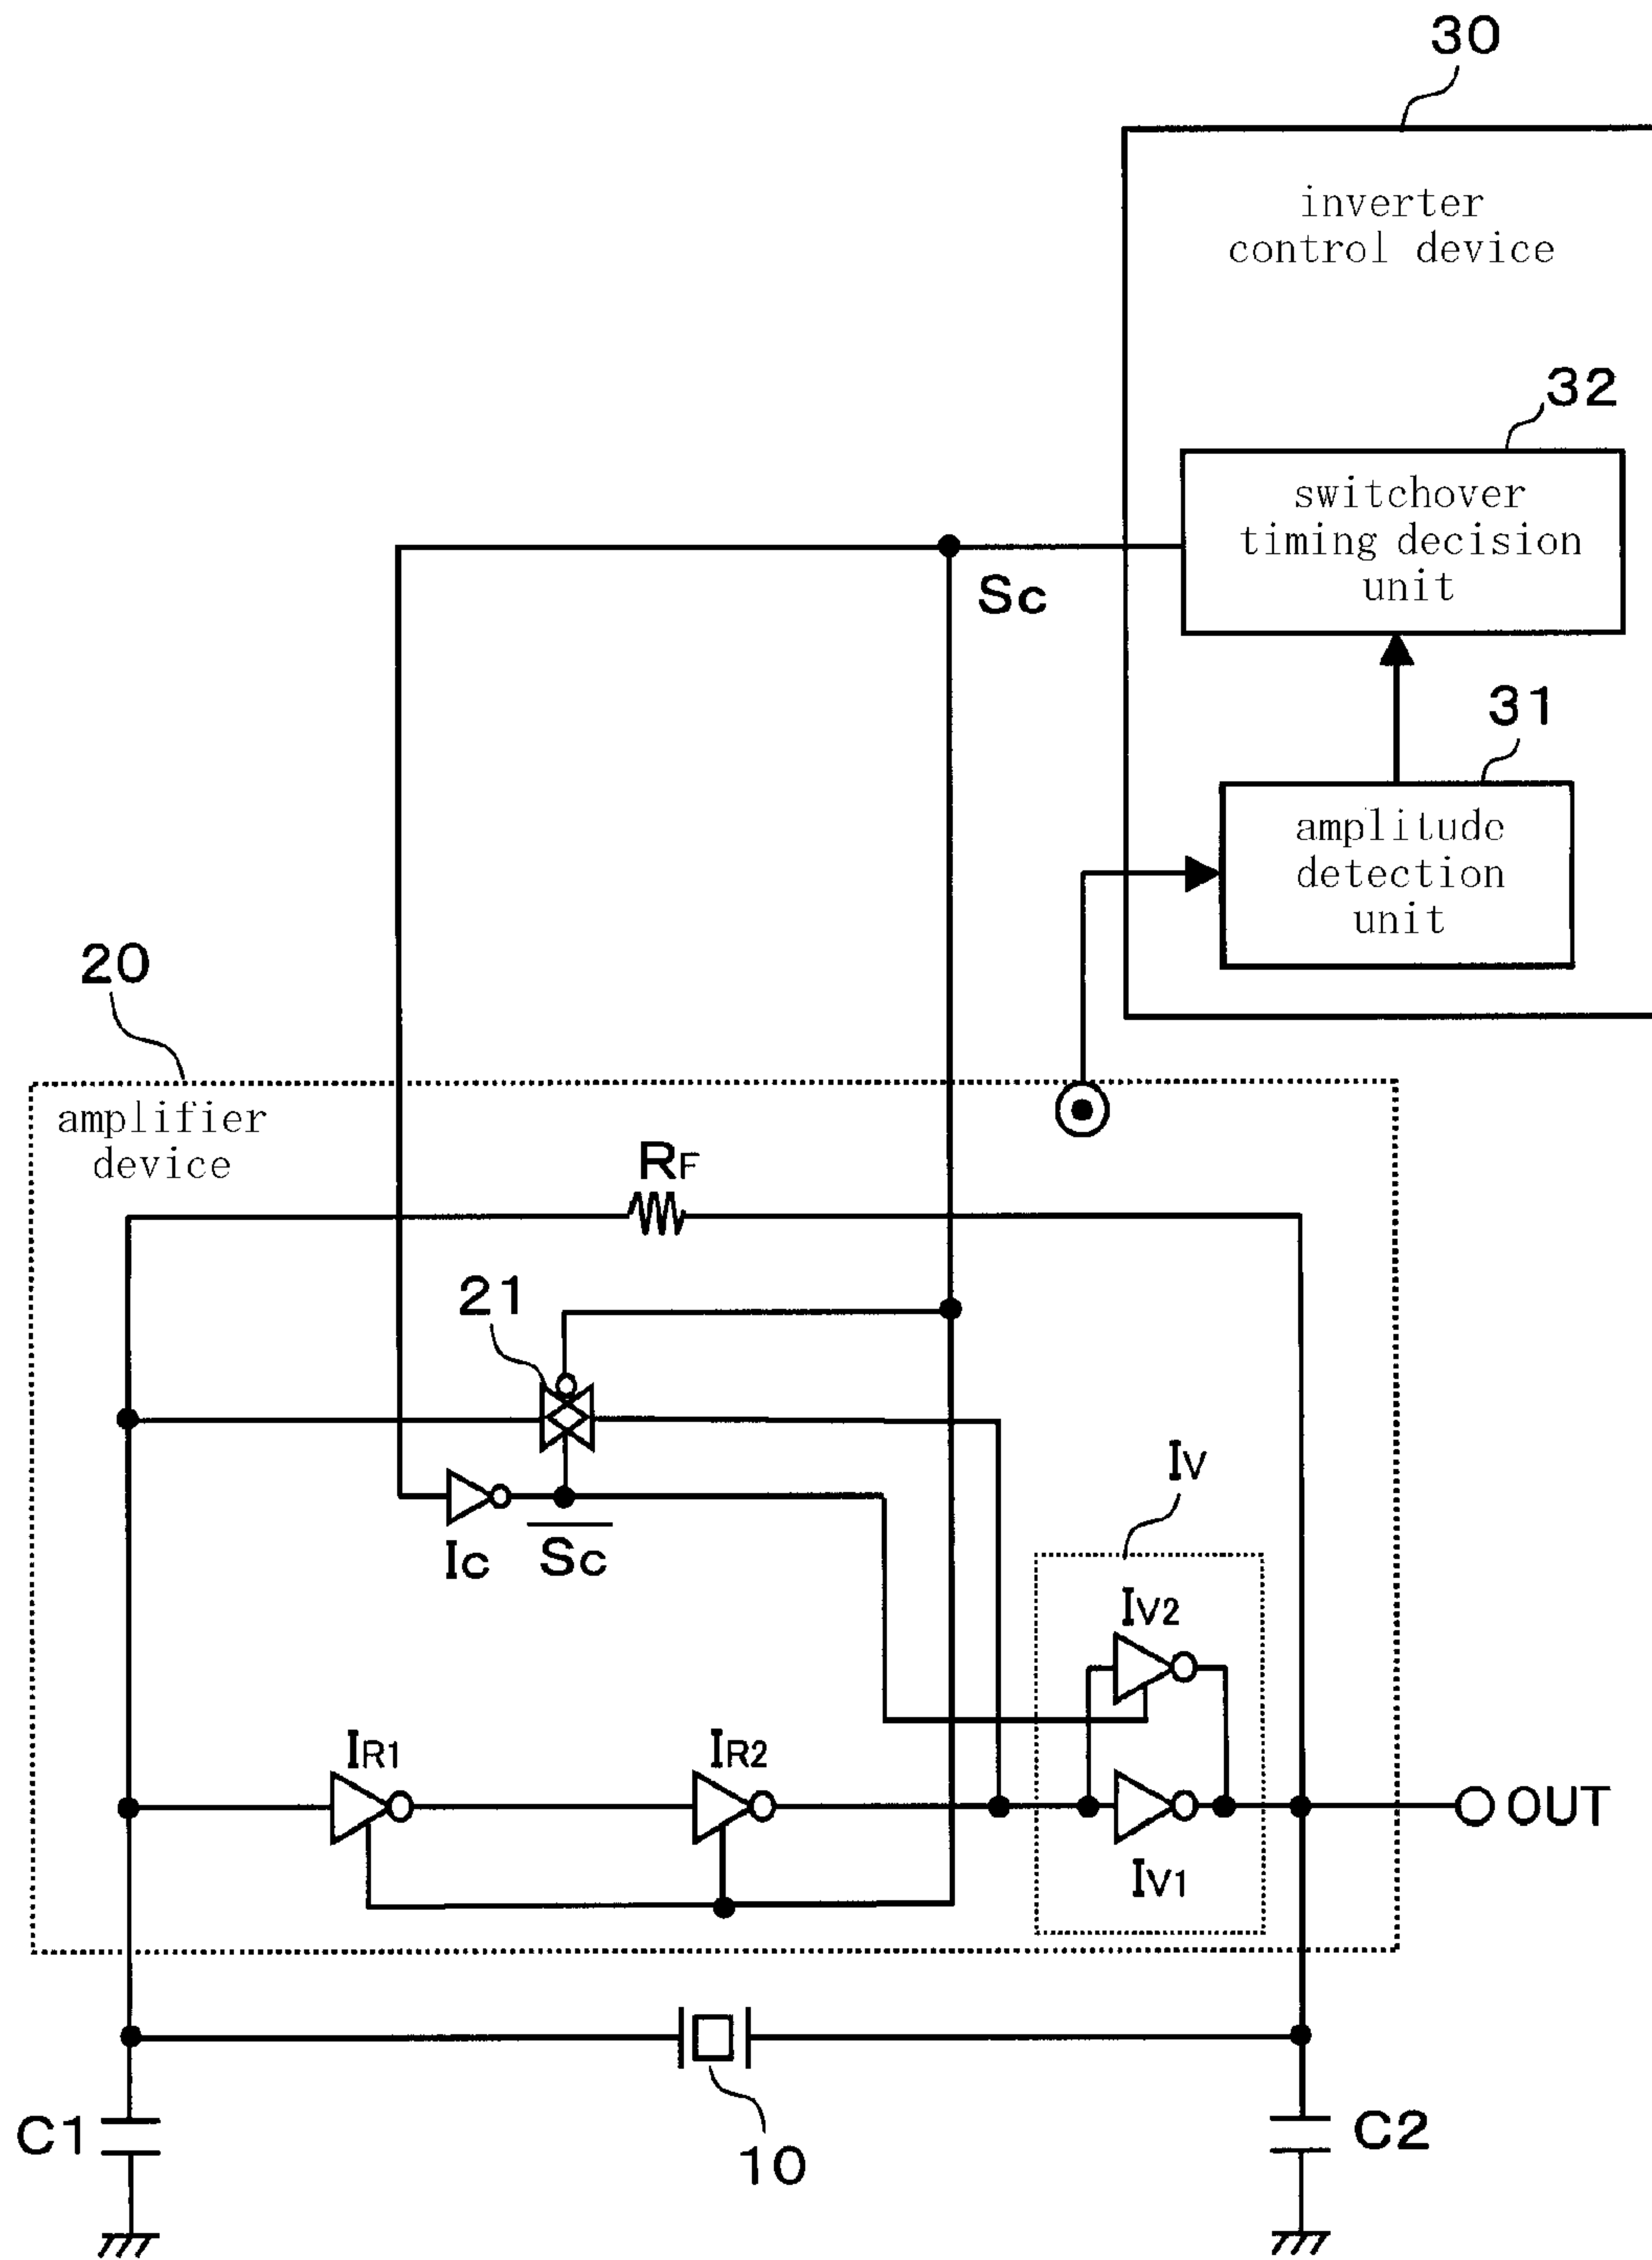 30
inverter
control device
32
switchover
timing decision
unit
Sc
31
amplitude
detection
unit
20
amplifier
device
RF
21
IV
Ic
Sc
IV2
IR1
IR2
OUT
IV1
C1
10
C2